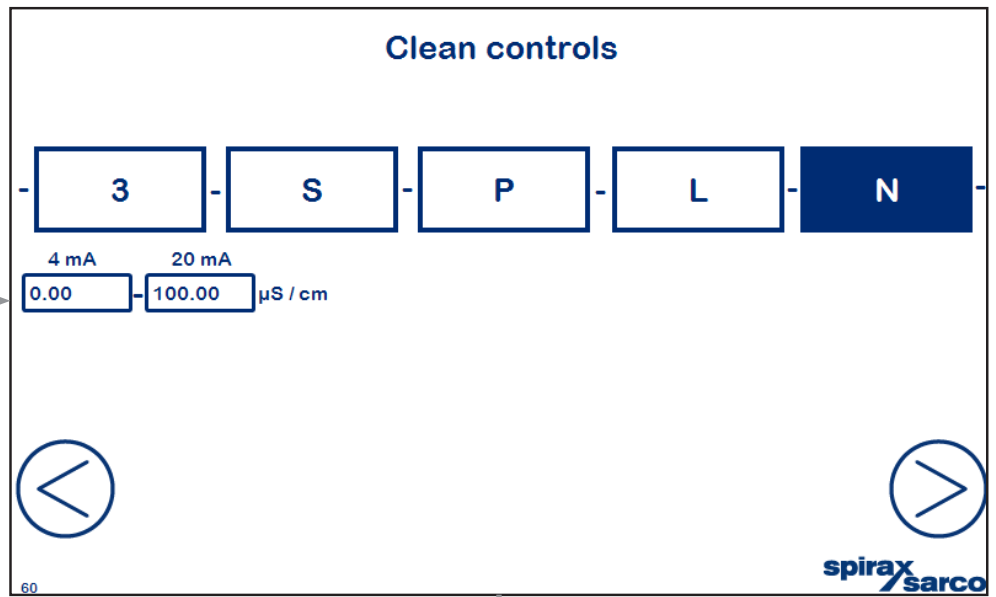 Clean controls
- 3 - S - P - L - N -
4 mA 20 mA
0.00 - 100.00 µS / cm
< >
60
spirax
sarco